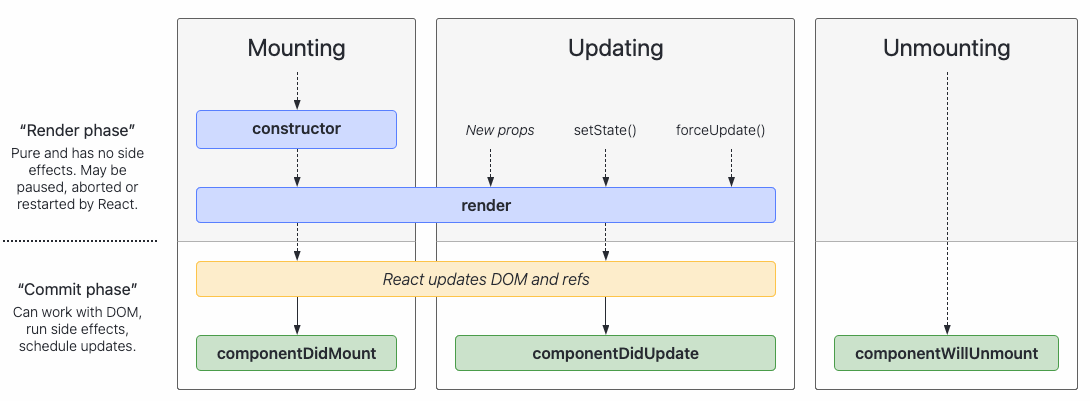 Mounting
Updating
Unmounting
“Render phase”
Pure and has no side
effects. May be
paused, aborted or
restarted by React.
constructor
New props
setState()
forceUpdate()
render
“Commit phase”
Can work with DOM,
run side effects,
schedule updates.
React updates DOM and refs
componentDidMount
componentDidUpdate
componentWillUnmount